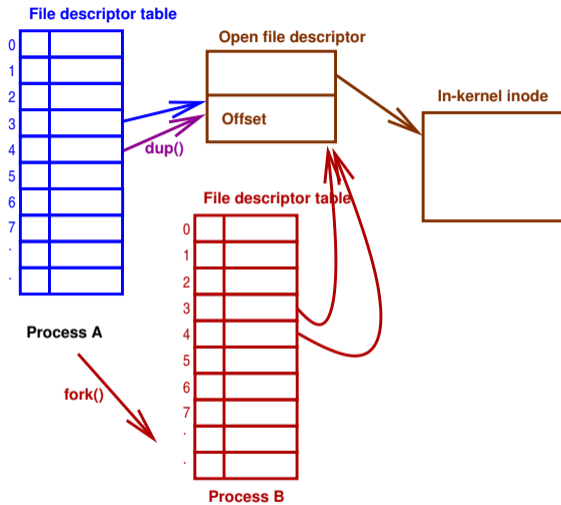 File descriptor table
0
1
2
3
4
5
6
7
.
.
Open file descriptor
Offset
dup()
In-kernel inode
File descriptor table
0
1
2
3
4
5
6
7
.
.
Process A
fork()
Process B